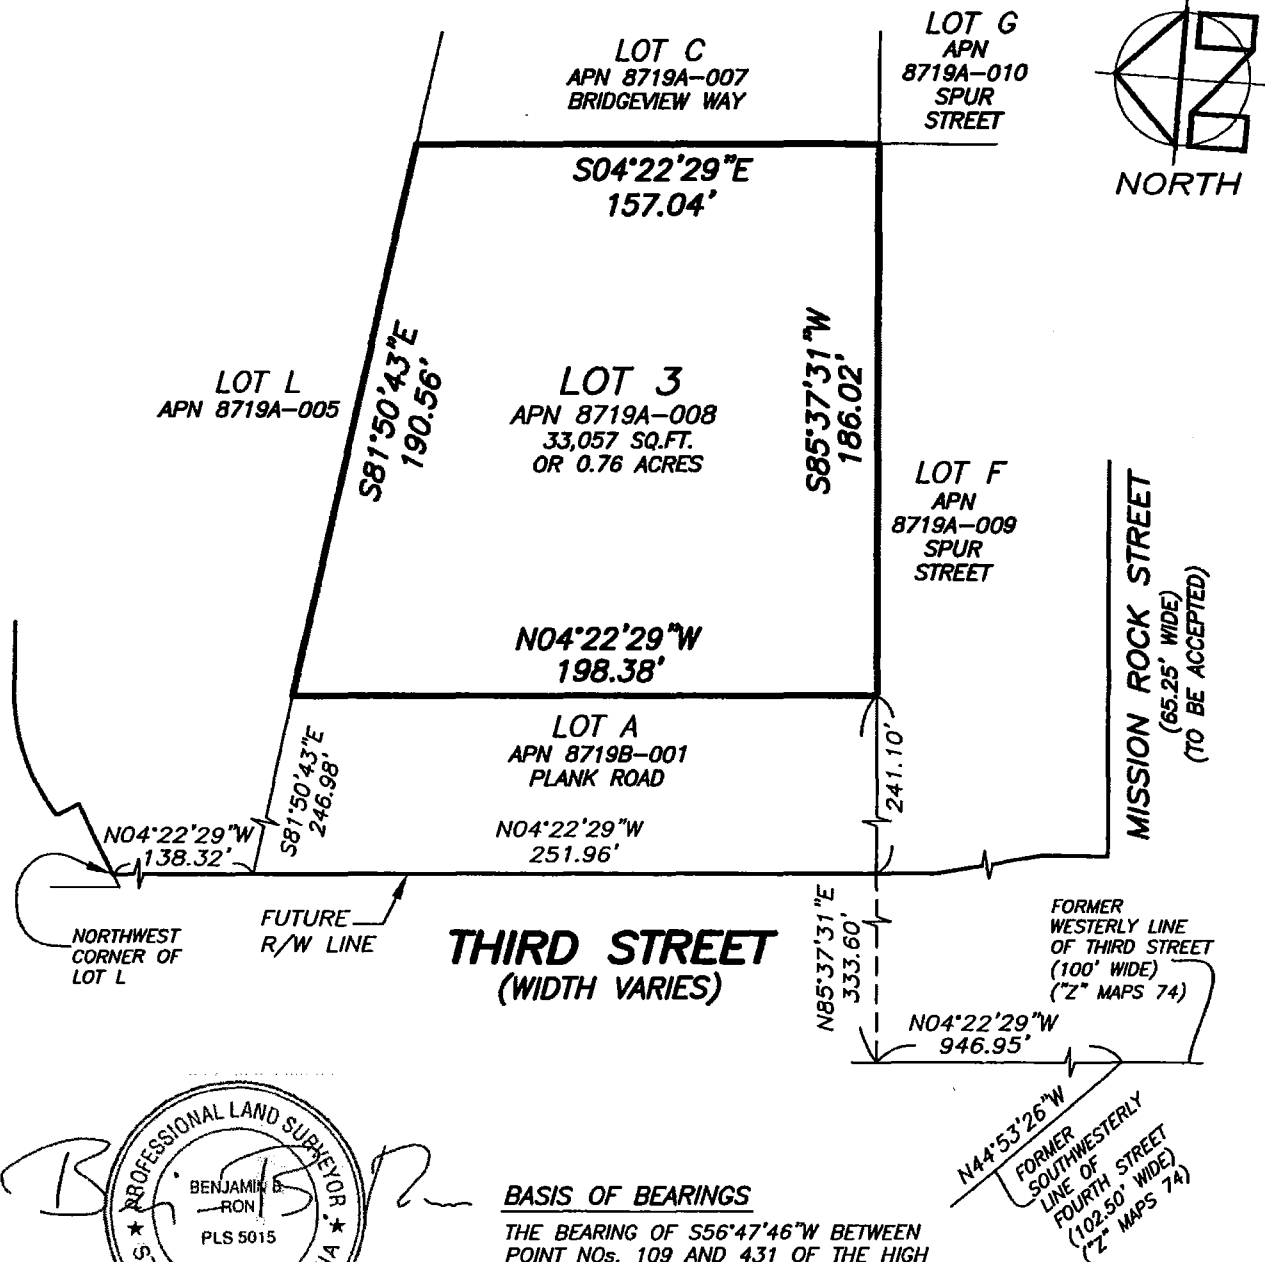 LOT C
APN 8719A-007
BRIDGEVIEW WAY
LOT G
APN
8719A-010
SPUR
STREET
NORTH
S04°22'29"E
157.04'
S81°50'43"E
190.56'
LOT L
APN 8719A-005
LOT 3
APN 8719A-008
33,057 SQ.FT.
OR 0.76 ACRES
S85°37'31"W
186.02'
LOT F
APN
8719A-009
SPUR
STREET
MISSION ROCK STREET
(65.25' WIDE)
(TO BE ACCEPTED)
N04°22'29"W
198.38'
LOT A
APN 8719B-001
PLANK ROAD
S81°50'43"E
246.98'
241.10'
N04°22'29"W
138.32'
N04°22'29"W
251.96'
NORTHWEST
CORNER OF
LOT L
FUTURE
R/W LINE
THIRD STREET
(WIDTH VARIES)
N85°37'31"E
333.60'
FORMER
WESTERLY LINE
OF THIRD STREET
(100' WIDE)
("Z" MAPS 74)
N04°22'29"W
946.95'
N44°53'26"W
FORMER
SOUTHWESTERLY
LINE OF
FOURTH STREET
(102.50' WIDE)
("Z" MAPS 74)
PROFESSIONAL LAND SURVEYOR
BENJAMIN B
RON
PLS 5015
BASIS OF BEARINGS
THE BEARING OF S56°47'46"W BETWEEN
POINT NOs. 109 AND 431 OF THE HIGH